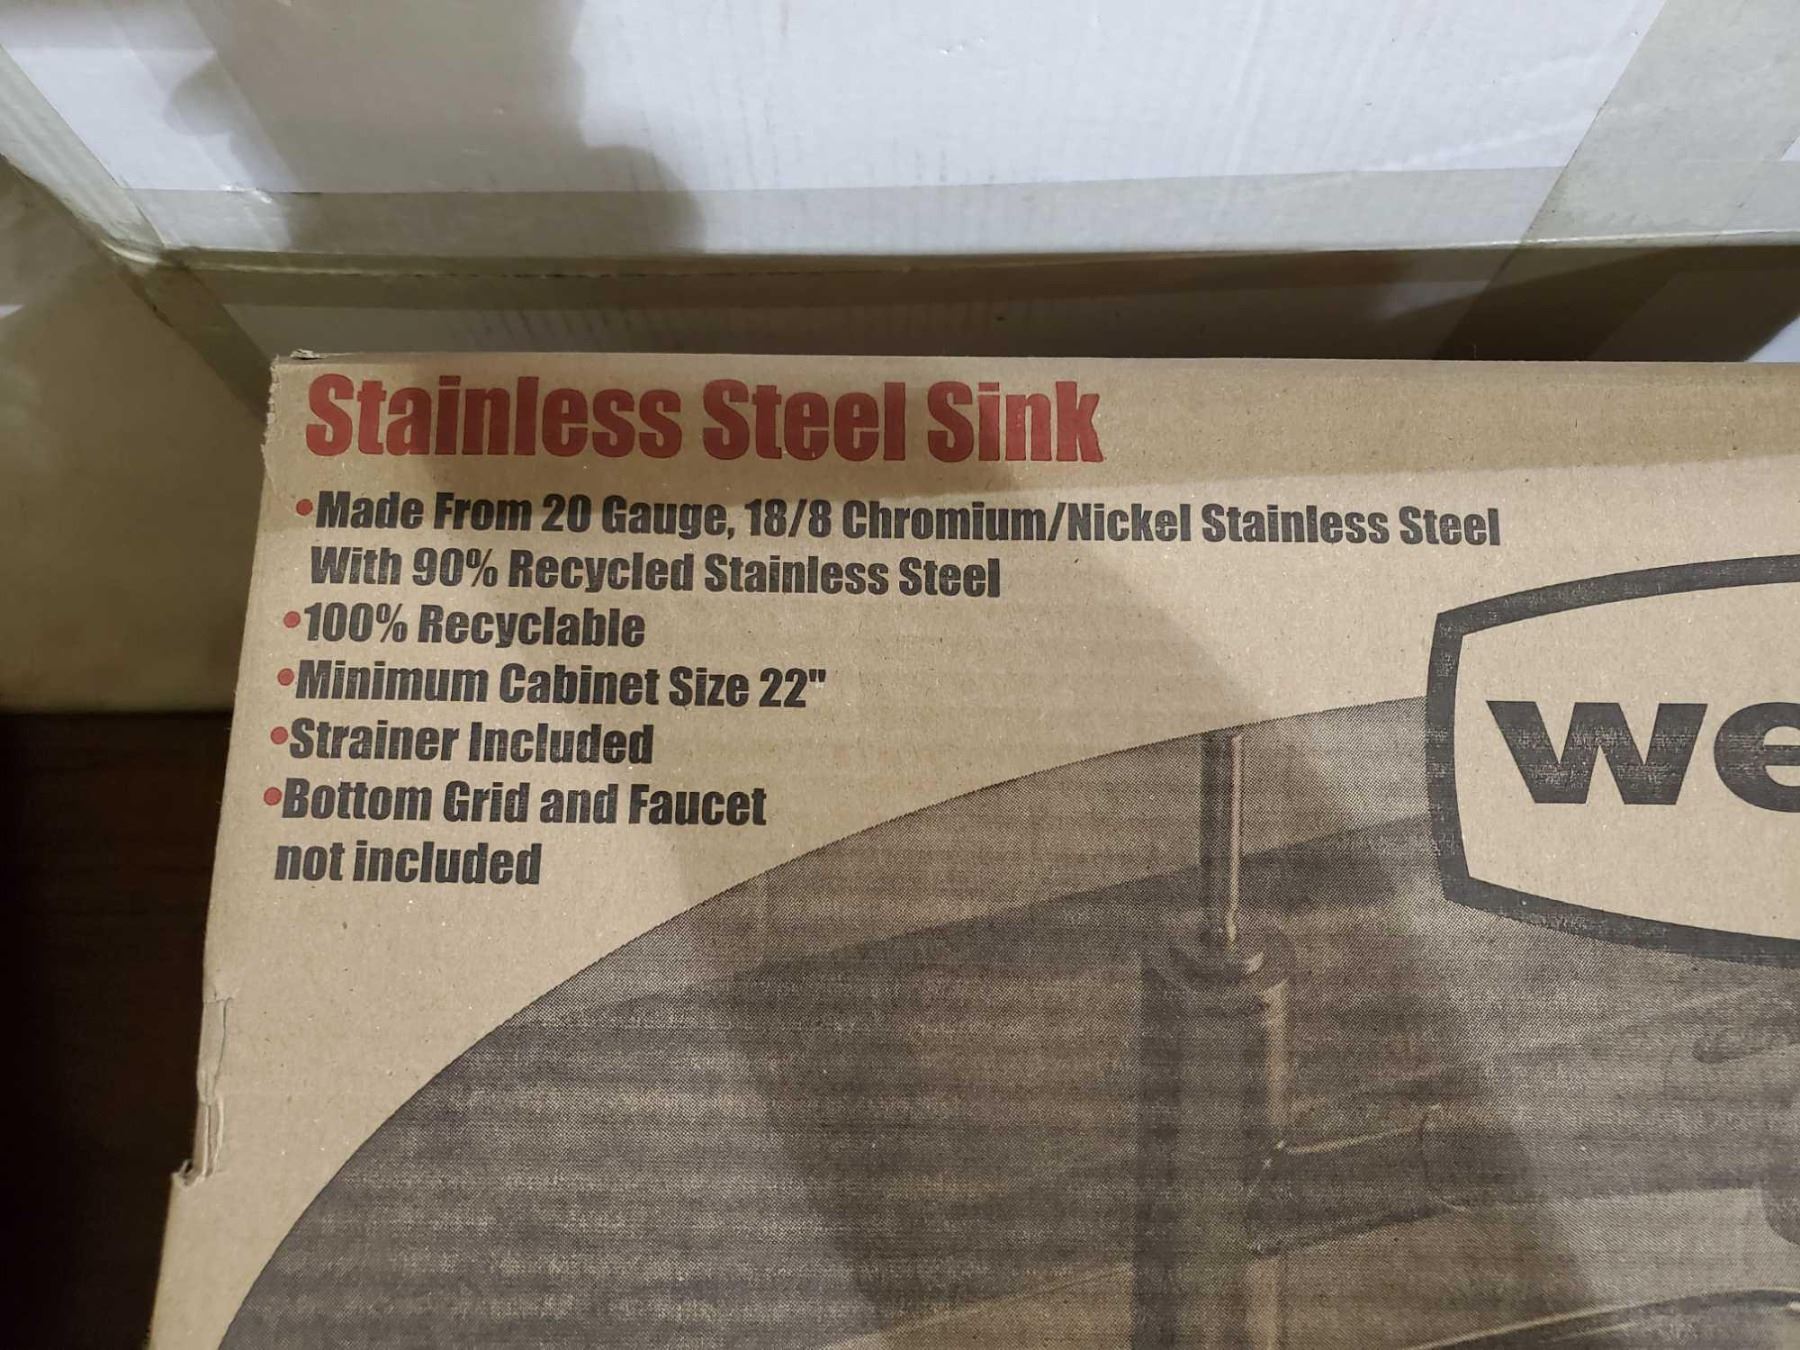 Stainless Steel Sink
•Made From 20 Gauge, 18/8 Chromium/Nickel Stainless Steel
With 90% Recycled Stainless Steel
•100% Recyclable
•Minimum Cabinet Size 22"
•Strainer Included
•Bottom Grid and Faucet
not included
we